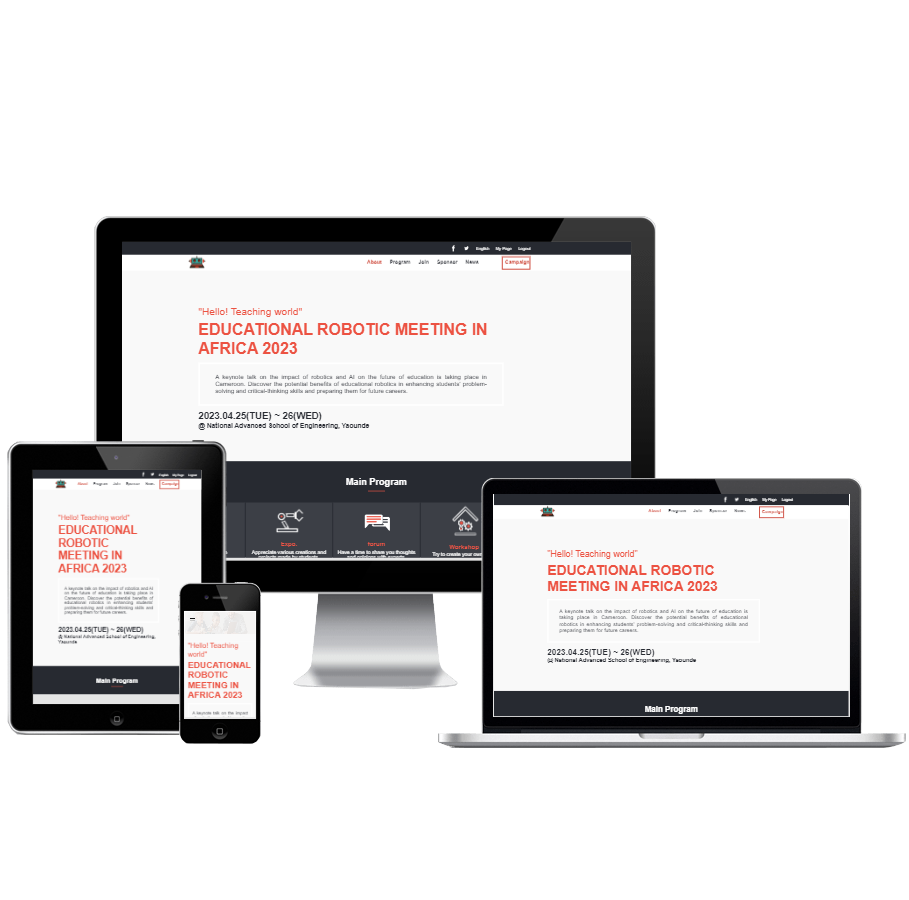 English My Page Logout
About Program Join Sponsor News Campaign
"Hello! Teaching world"
EDUCATIONAL ROBOTIC MEETING IN
AFRICA 2023
A keynote talk on the impact of robotics and AI on the future of education is taking place in
Cameroon. Discover the potential benefits of educational robotics in enhancing students' problem-
solving and critical-thinking skills and preparing them for future careers.
2023.04.25(TUE) ~ 26(WED)
@ National Advanced School of Engineering, Yaounde
Main Program
Expo.
Appreciate various creations and
projects made by students
Forum
Have a time to share you thoughts
and opinions with experts
Workshop
Try to create your own
English My Page Logout
About Program Join Sponsor News Campaign
"Hello! Teaching world"
EDUCATIONAL
ROBOTIC
MEETING IN
AFRICA 2023
A keynote talk on the impact of robotics and AI
on the future of education is taking place in
Cameroon. Discover the potential benefits of
educational robotics in enhancing students'
problem-solving and critical-thinking skills and
preparing them for future careers.
2023.04.25(TUE) ~ 26(WED)
@ National Advanced School of Engineering,
Yaounde
Main Program
"Hello! Teaching
world"
EDUCATIONAL
ROBOTIC
MEETING IN
AFRICA 2023
A keynote talk on the impact
English My Page Logout
About Program Join Sponsor News Campaign
"Hello! Teaching world"
EDUCATIONAL ROBOTIC
MEETING IN AFRICA 2023
A keynote talk on the impact of robotics and AI on the future of education is
taking place in Cameroon. Discover the potential benefits of educational
robotics in enhancing students' problem-solving and critical-thinking skills and
preparing them for future careers.
2023.04.25(TUE) ~ 26(WED)
@ National Advanced School of Engineering, Yaounde
Main Program